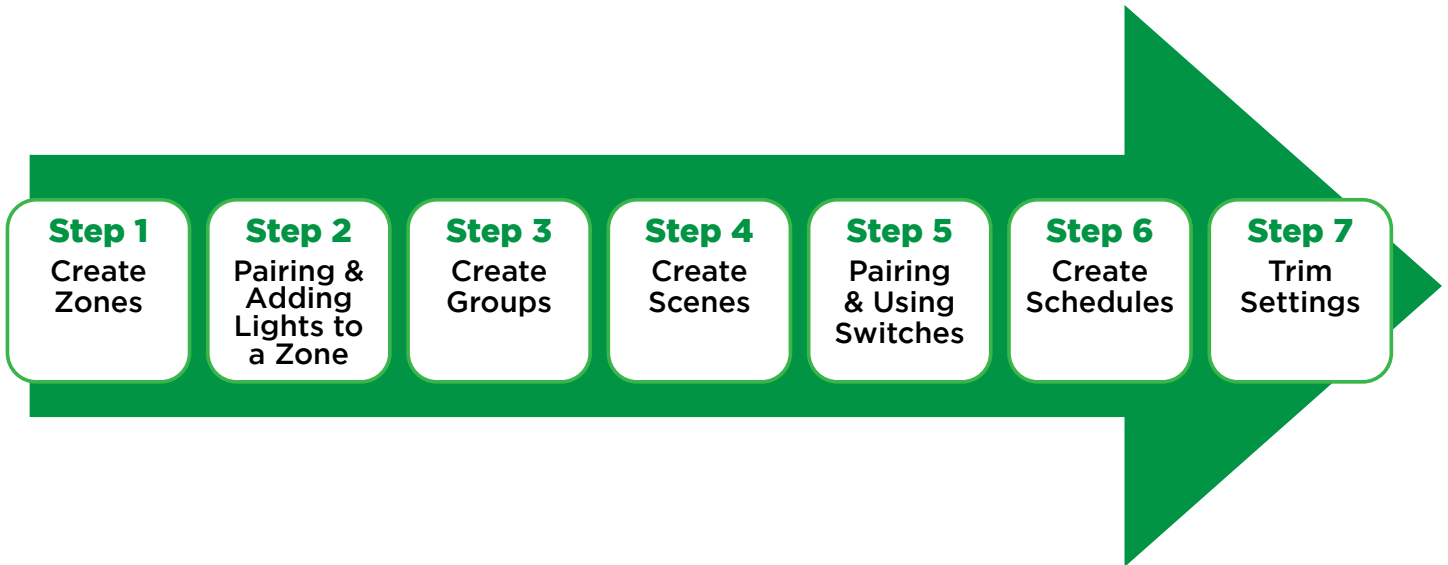 Step 1
Create
Zones
Step 2
Pairing &
Adding
Lights to
a Zone
Step 3
Create
Groups
Step 4
Create
Scenes
Step 5
Pairing
& Using
Switches
Step 6
Create
Schedules
Step 7
Trim
Settings